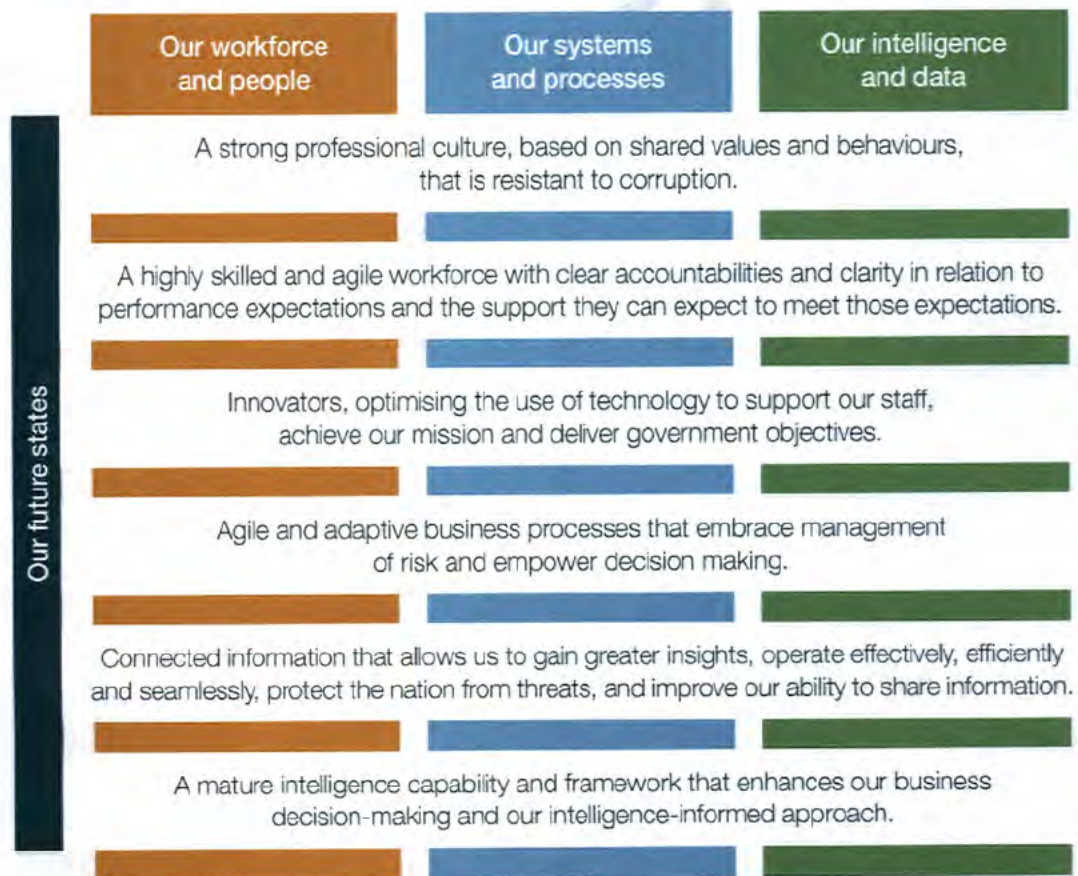 Our workforce
and people
Our systems
and processes
Our intelligence
and data
Our future states
A strong professional culture, based on shared values and behaviours,
that is resistant to corruption.
A highly skilled and agile workforce with clear accountabilities and clarity in relation to
performance expectations and the support they can expect to meet those expectations.
Innovators, optimising the use of technology to support our staff,
achieve our mission and deliver government objectives.
Agile and adaptive business processes that embrace management
of risk and empower decision making.
Connected information that allows us to gain greater insights, operate effectively, efficiently
and seamlessly, protect the nation from threats, and improve our ability to share information.
A mature intelligence capability and framework that enhances our business
decision-making and our intelligence-informed approach.